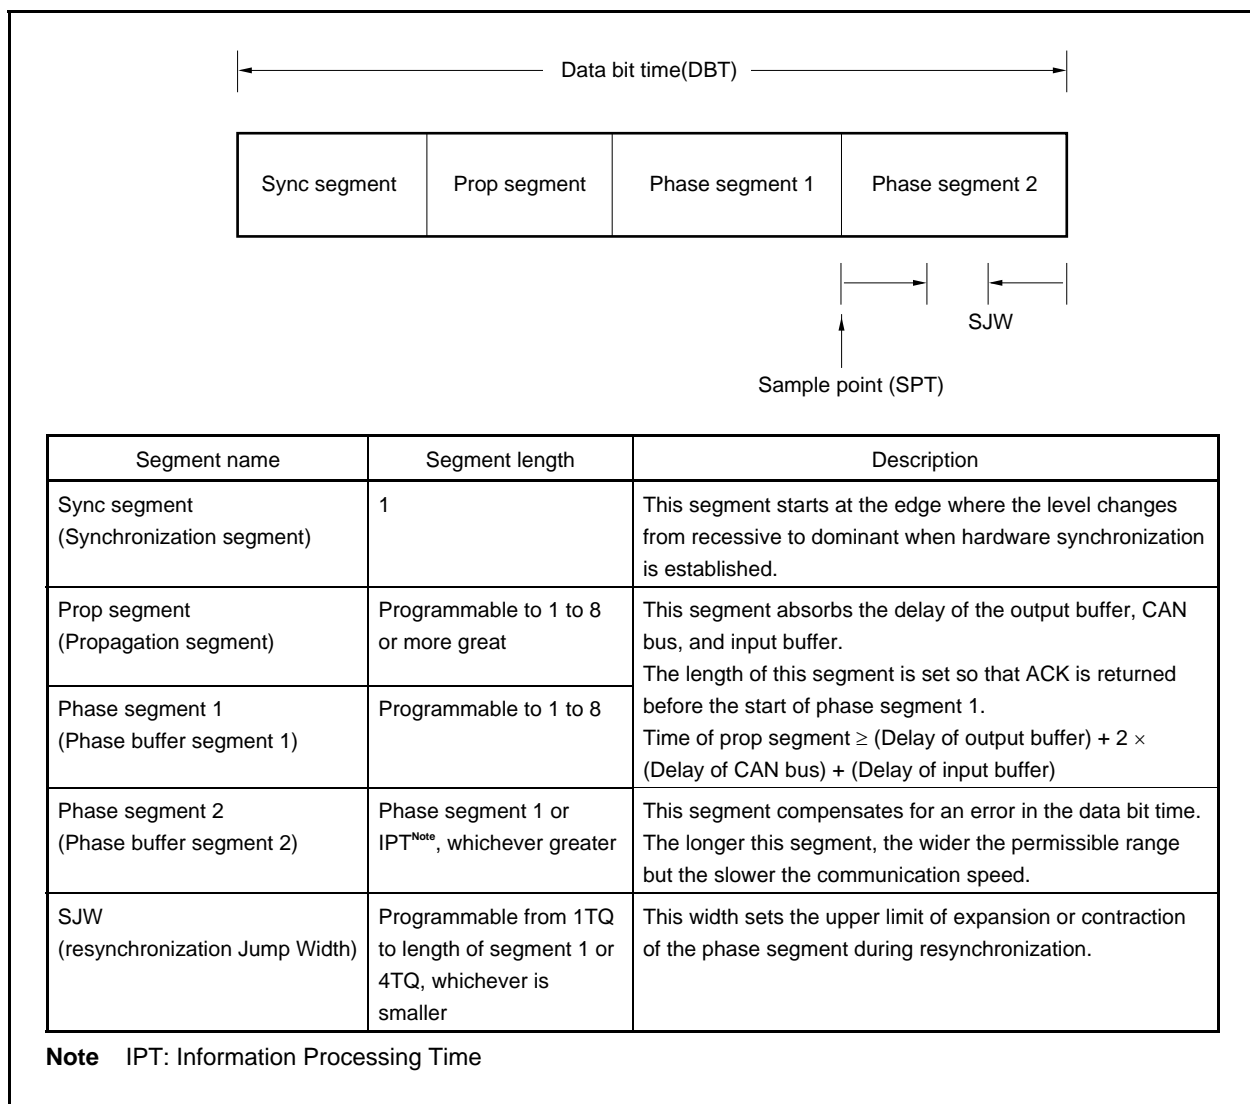 Data bit time(DBT)
Sync segment
Prop segment
Phase segment 1
Phase segment 2
SJW
Sample point (SPT)
Segment name
Segment length
Description
Sync segment
(Synchronization segment)
1
This segment starts at the edge where the level changes
from recessive to dominant when hardware synchronization
is established.
Prop segment
(Propagation segment)
Programmable to 1 to 8
or more great
This segment absorbs the delay of the output buffer, CAN
bus, and input buffer.
The length of this segment is set so that ACK is returned
before the start of phase segment 1.
Time of prop segment ≥ (Delay of output buffer) + 2 ×
(Delay of CAN bus) + (Delay of input buffer)
Phase segment 1
(Phase buffer segment 1)
Programmable to 1 to 8
Phase segment 2
(Phase buffer segment 2)
Phase segment 1 or
IPTNote, whichever greater
This segment compensates for an error in the data bit time.
The longer this segment, the wider the permissible range
but the slower the communication speed.
SJW
(resynchronization Jump Width)
Programmable from 1TQ
to length of segment 1 or
4TQ, whichever is
smaller
This width sets the upper limit of expansion or contraction
of the phase segment during resynchronization.
Note IPT: Information Processing Time